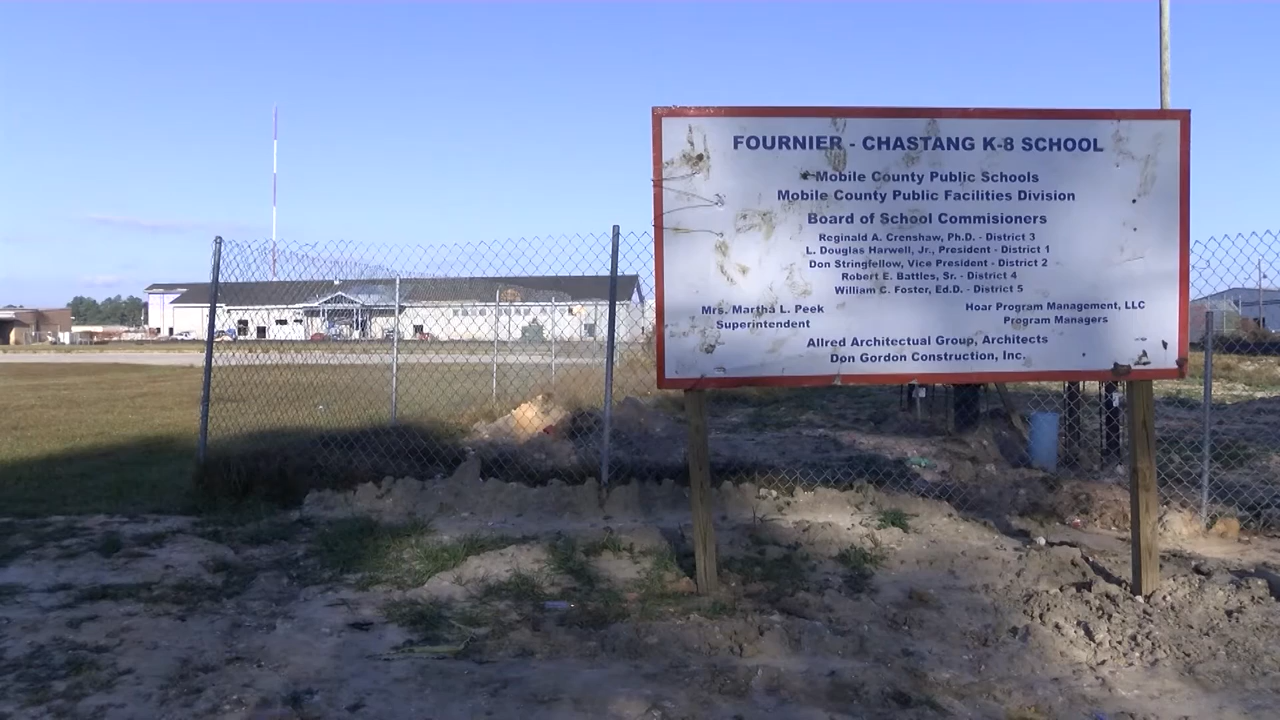 FOURNIER - CHASTANG K-8 SCHOOL
Mobile County Public Schools
Mobile County Public Facilities Division
Board of School Commisioners
Reginald A. Crenshaw, Ph.D. - District 3
L. Douglas Harwell, Jr., President - District 1
Don Stringfellow, Vice President - District 2
Robert E. Battles, Sr. - District 4
William C. Foster, Ed.D. - District 5
Mrs. Martha L. Peek
Superintendent
Hoar Program Management, LLC
Program Managers
Allred Architectual Group, Architects
Don Gordon Construction, Inc.